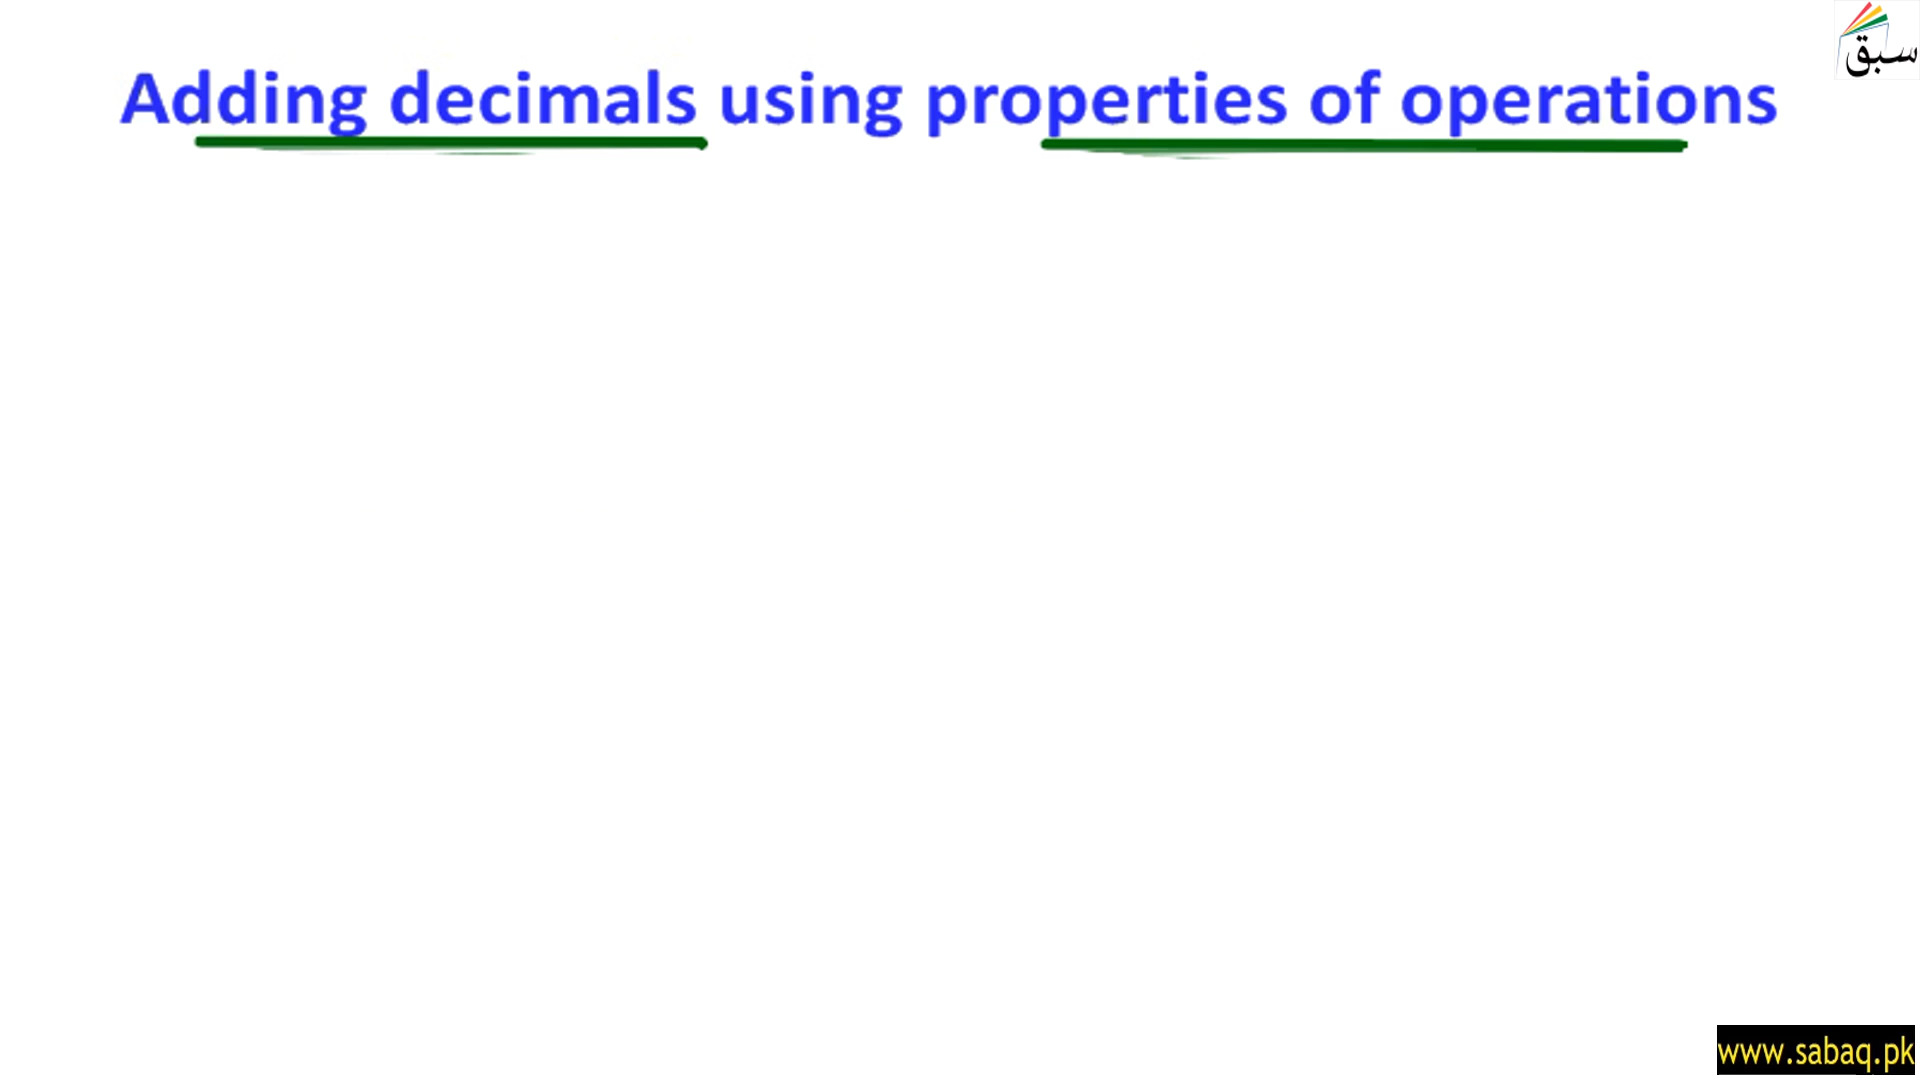 سبق
Adding decimals using properties of operations
www.sabaq.pk